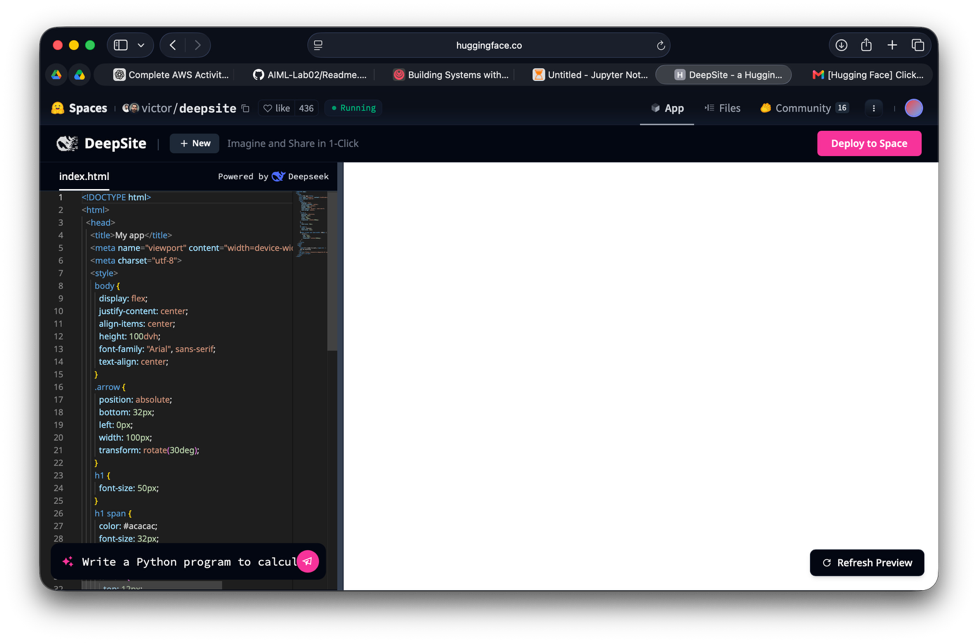 huggingface.co
Complete AWS Activit...
AIML-Lab02/Readme....
Building Systems with...
Untitled - Jupyter Not...
H DeepSite - a Huggin...
[Hugging Face] Click...
Spaces
victor/deepsite
like 436
Running
App
Files
Community 16
DeepSite
+ New
Imagine and Share in 1-Click
Deploy to Space
index.html
Powered by Deepseek
1 <!DOCTYPE html>
2 <html>
3 <head>
4 <title>My app</title>
5 <meta name="viewport" content="width=device-wi
6 <meta charset="utf-8">
7 <style>
8 body {
9 display: flex;
10 justify-content: center;
11 align-items: center;
12 height: 100dvh;
13 font-family: "Arial", sans-serif;
14 text-align: center;
15 }
16 .arrow {
17 position: absolute;
18 bottom: 32px;
19 left: 0px;
20 width: 100px;
21 transform: rotate(30deg);
22 }
23 h1 {
24 font-size: 50px;
25 }
26 h1 span {
27 color: #acacac;
28 font-size: 32px;
Write a Python program to calcul
32 top: 12px;
Refresh Preview